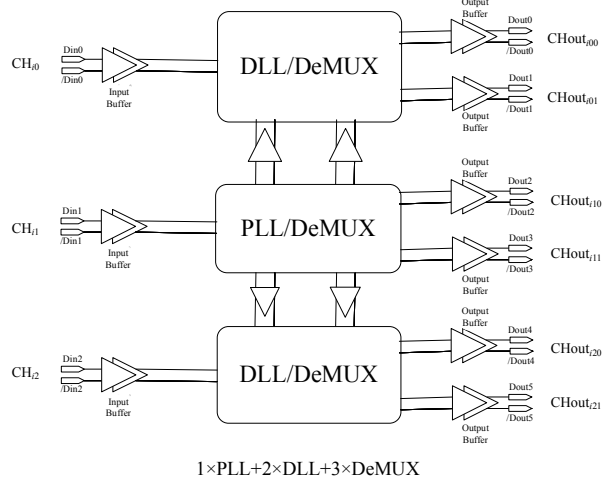 Output
Buffer
Din0
Dout0
CH_i0
/Din0
Input
Buffer
DLL/DeMUX
/Dout0
CHout_i00
Dout1
/Dout1
CHout_i01
Output
Buffer
Output
Buffer
Din1
Dout2
CH_i1
/Din1
Input
Buffer
PLL/DeMUX
/Dout2
CHout_i10
Dout3
/Dout3
CHout_i11
Output
Buffer
Output
Buffer
Din2
Dout4
CH_i2
/Din2
Input
Buffer
DLL/DeMUX
/Dout4
CHout_i20
Dout5
/Dout5
CHout_i21
Output
Buffer
1×PLL+2×DLL+3×DeMUX